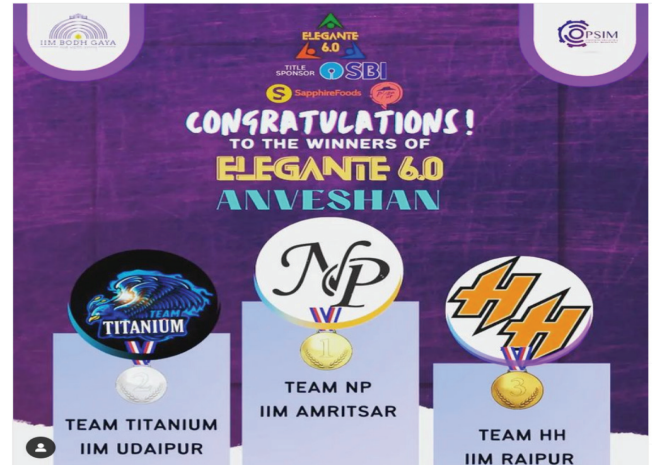 IIM BODH GAYA
OPSIM
ELEGANTE
6.0
TITLE
SPONSOR
SBI
S SapphireFoods
CONGRATULATIONS!
TO THE WINNERS OF
ELEGANTE 6.0
ANVESHAN
NP
TEAM
TITANIUM
HH
1
2
3
TEAM NP
IIM AMRITSAR
TEAM TITANIUM
IIM UDAIPUR
TEAM HH
IIM RAIPUR